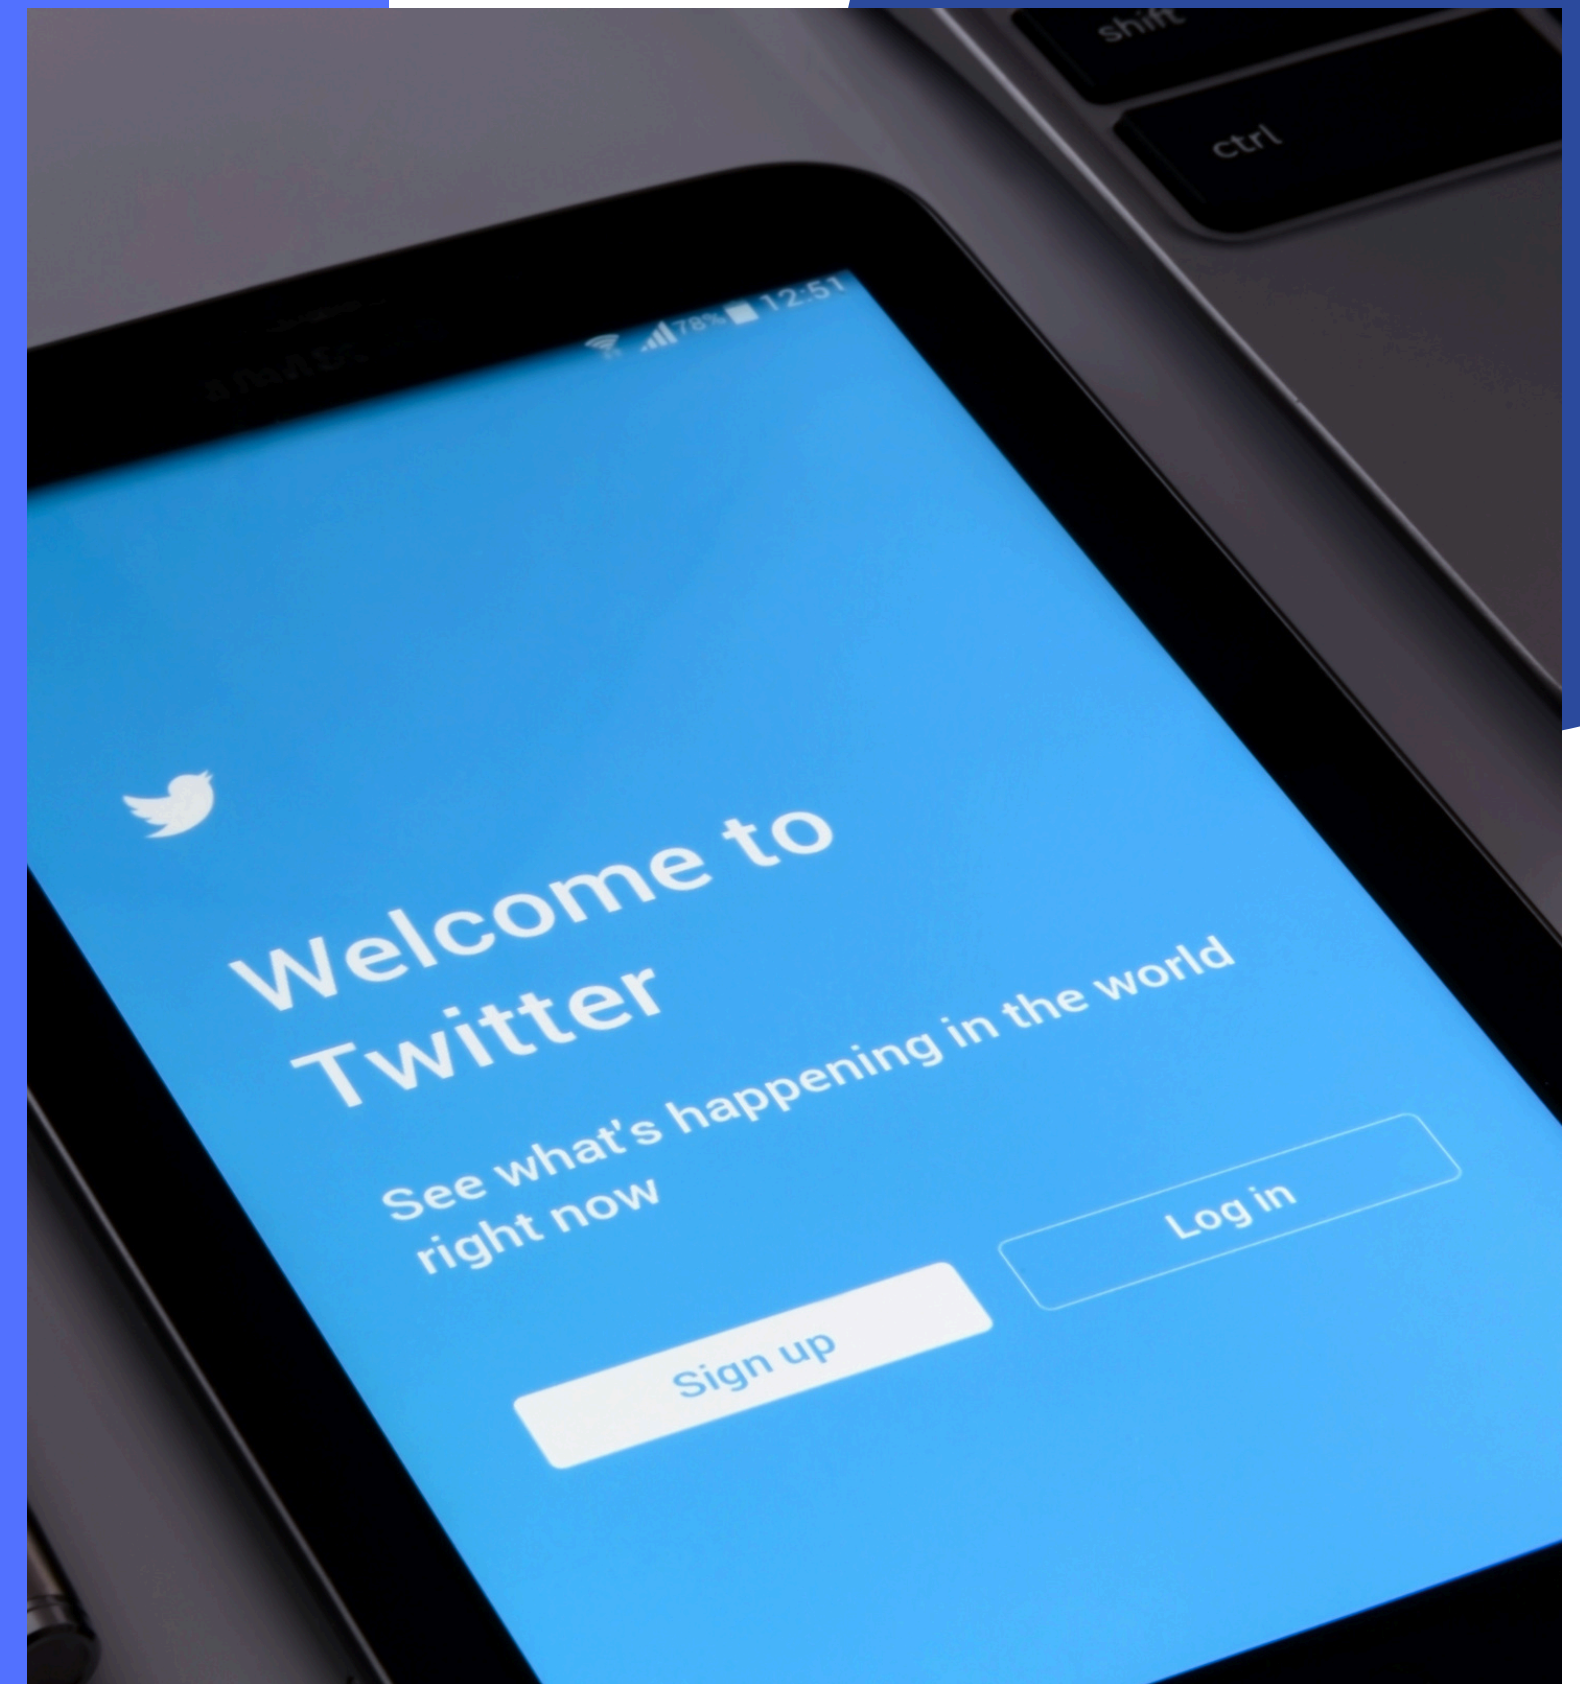 shift
ctrl
78% 12:51
Welcome to
Twitter
See what's happening in the world
right now
Log in
Sign up